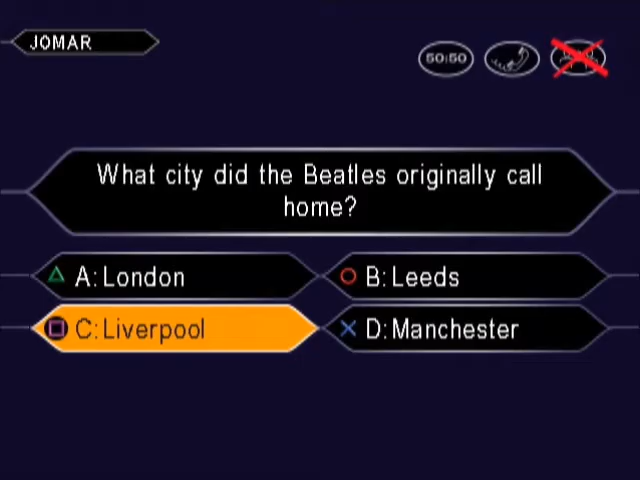 JOMAR
50:50
What city did the Beatles originally call
home?
A:London
B:Leeds
C:Liverpool
D:Manchester